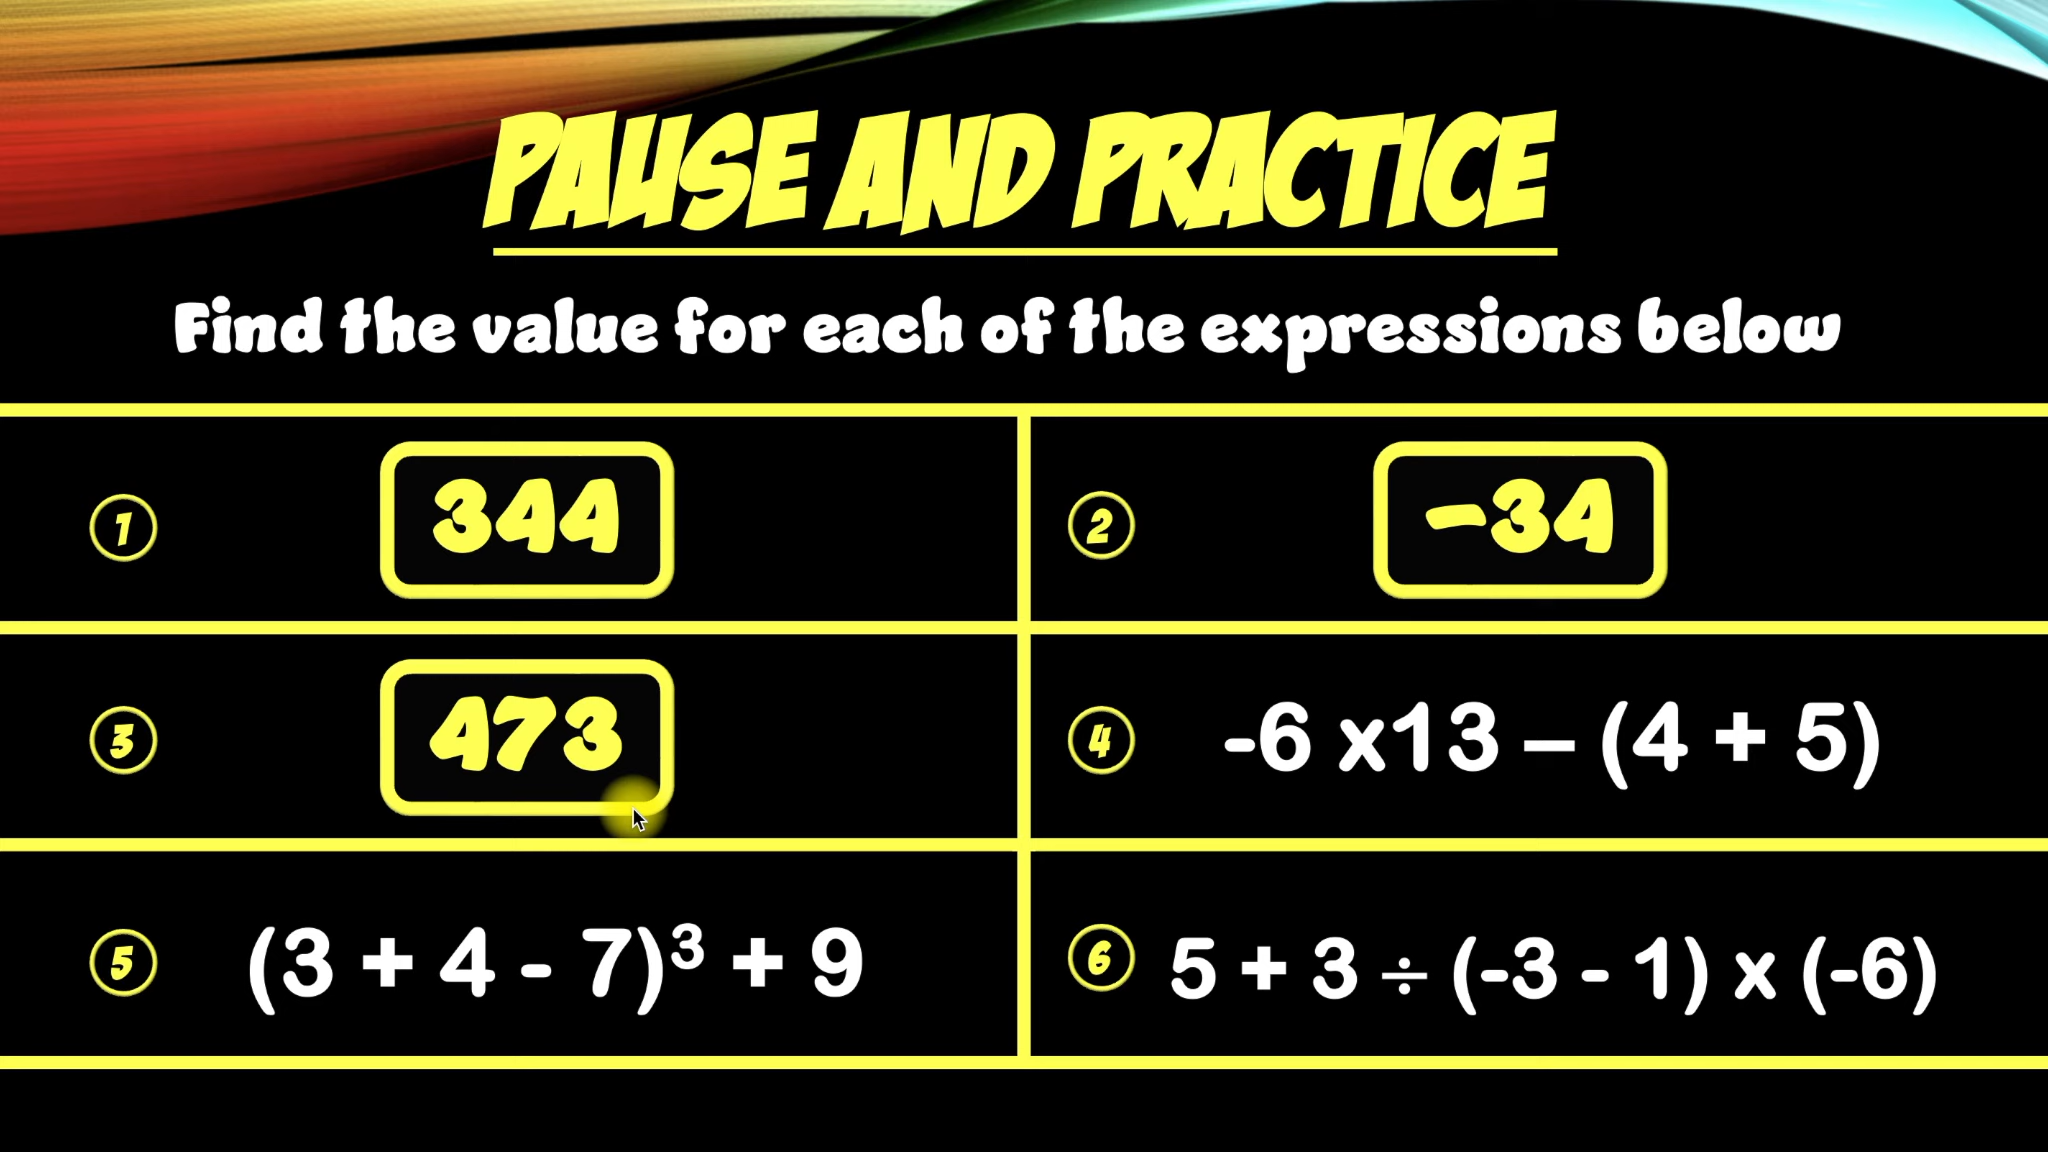 PAUSE AND PRACTICE
Find the value for each of the expressions below
1 344
2 -34
3 473
4 -6 x13 – (4 + 5)
5 (3 + 4 - 7)³ + 9
6 5 + 3 ÷ (-3 - 1) x (-6)